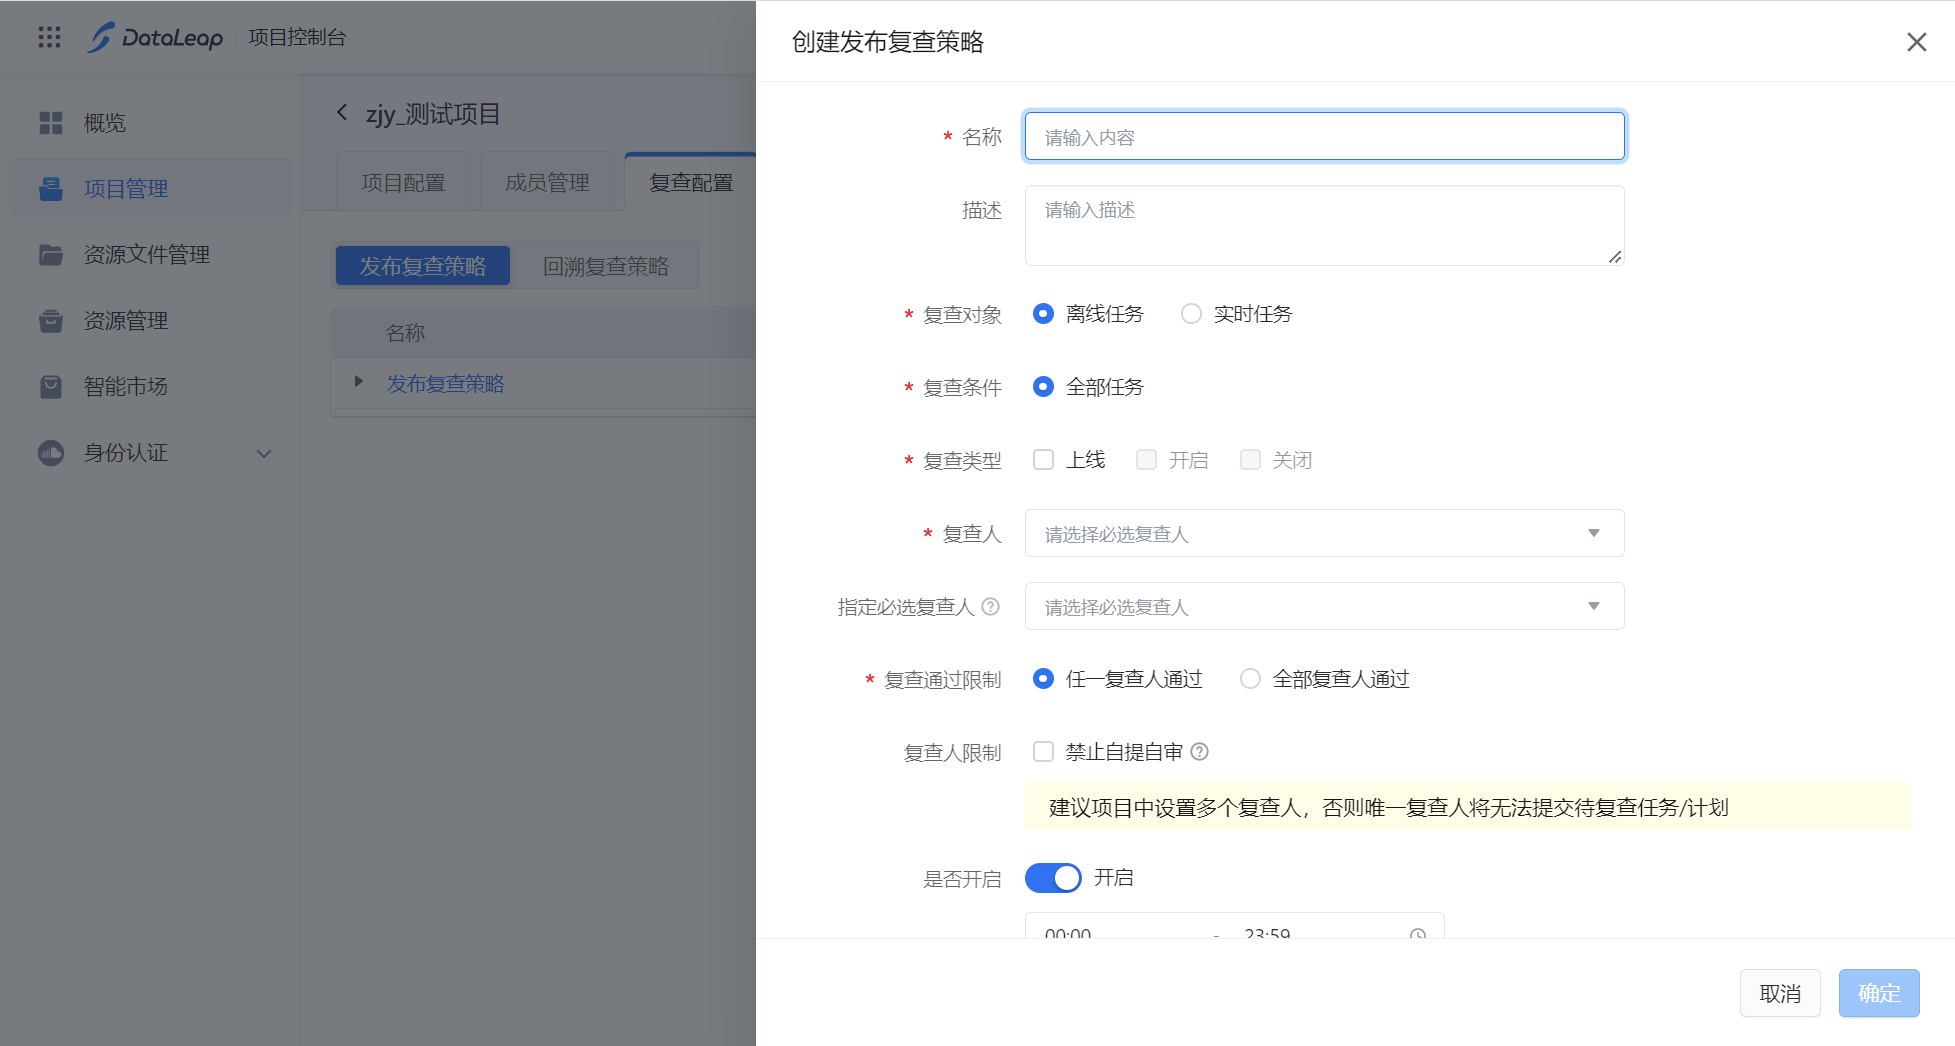 DataLeap 项目控制台
概览
项目管理
资源文件管理
资源管理
智能市场
身份认证
zjy_测试项目
项目配置 成员管理 复查配置
发布复查策略 回溯复查策略
名称
发布复查策略
创建发布复查策略
* 名称 请输入内容
描述 请输入描述
* 复查对象 离线任务 实时任务
* 复查条件 全部任务
* 复查类型 上线 开启 关闭
* 复查人 请选择必选复查人
指定必选复查人 请选择必选复查人
* 复查通过限制 任一复查人通过 全部复查人通过
复查人限制 禁止自提自审
建议项目中设置多个复查人，否则唯一复查人将无法提交待复查任务/计划
是否开启 开启
00:00 - 23:59
取消 确定